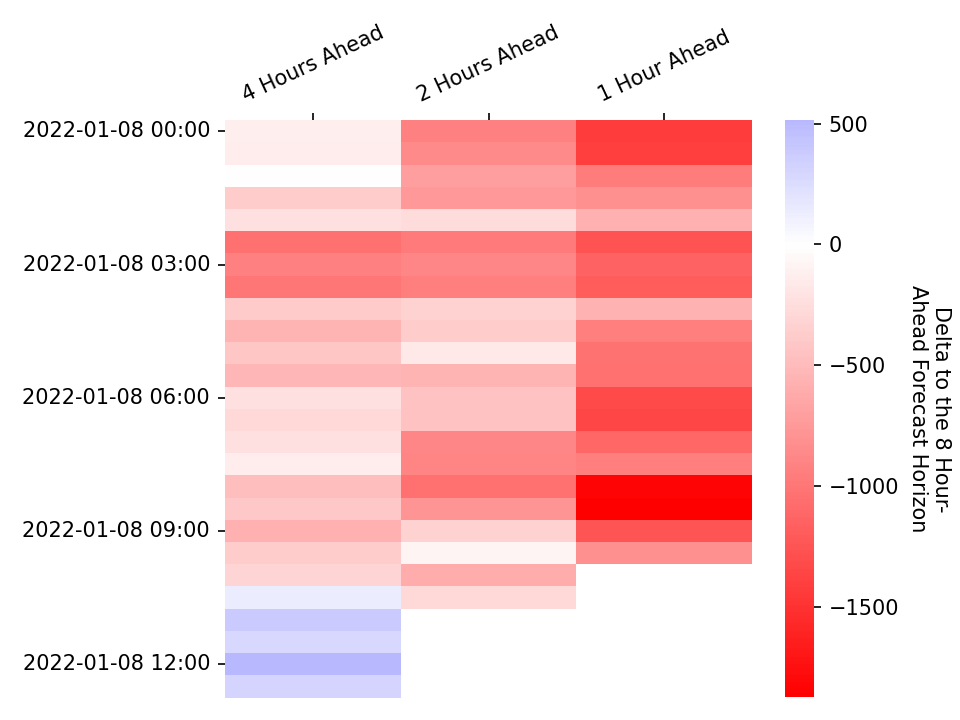 4 Hours Ahead
2 Hours Ahead
1 Hour Ahead
2022-01-08 00:00
2022-01-08 03:00
2022-01-08 06:00
2022-01-08 09:00
2022-01-08 12:00
500
0
−500
−1000
−1500
Delta to the 8 Hour-
Ahead Forecast Horizon